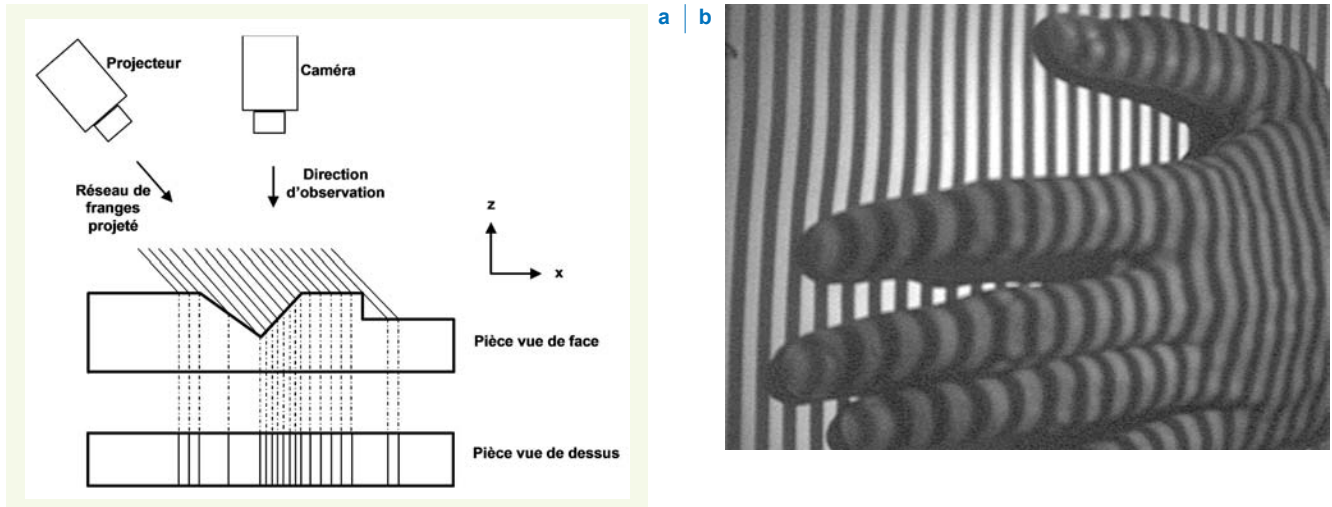 a | b
Projecteur
Caméra
Réseau de
franges
projeté
Direction
d'observation
z
x
Pièce vue de face
Pièce vue de dessus